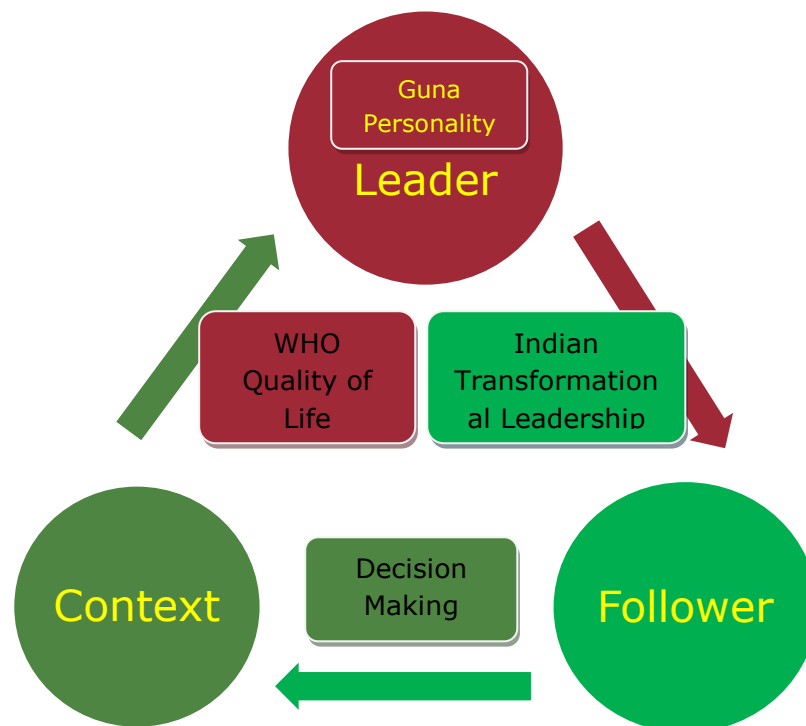 Guna
Personality
Leader
WHO
Quality of
Life
Indian
Transformation
al Leadership
Decision
Making
Context
Follower